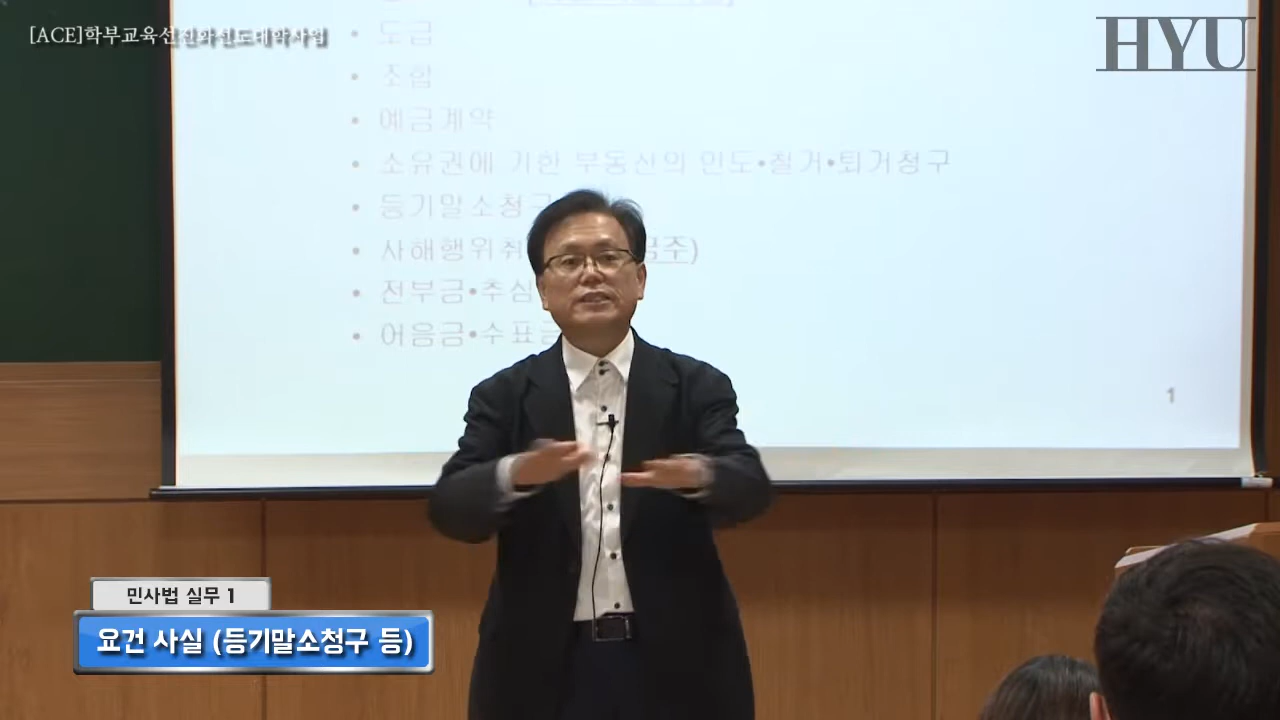 [ACE]학부교육선진화선도대학사업
HYU
• 도급
• 조합
• 예금계약
• 소유권에 기한 부동산의 인도•철거•퇴거청구
• 등기말소청구
• 사해행위취
공주)
• 전부금•추심
• 어음금•수표금
1
민사법 실무 1
요건 사실 (등기말소청구 등)